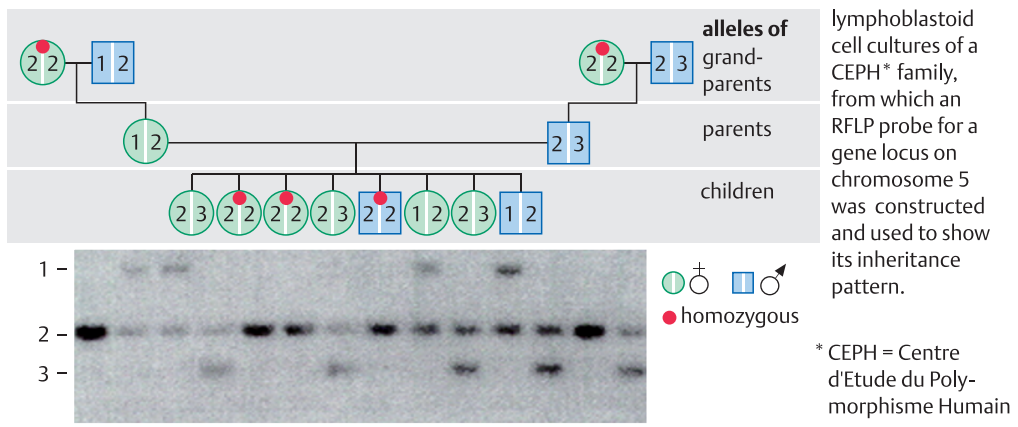 2 2
1 2
alleles of
grand-
parents
2 2
2 3
1 2
2 3
parents
children
2 3
2 2
2 2
2 3
2 2
1 2
2 3
1 2
1
2
3
homozygous
lymphoblastoid
cell cultures of a
CEPH* family,
from which an
RFLP probe for a
gene locus on
chromosome 5
was constructed
and used to show
its inheritance
pattern.
* CEPH = Centre
d'Etude du Poly-
morphisme Humain